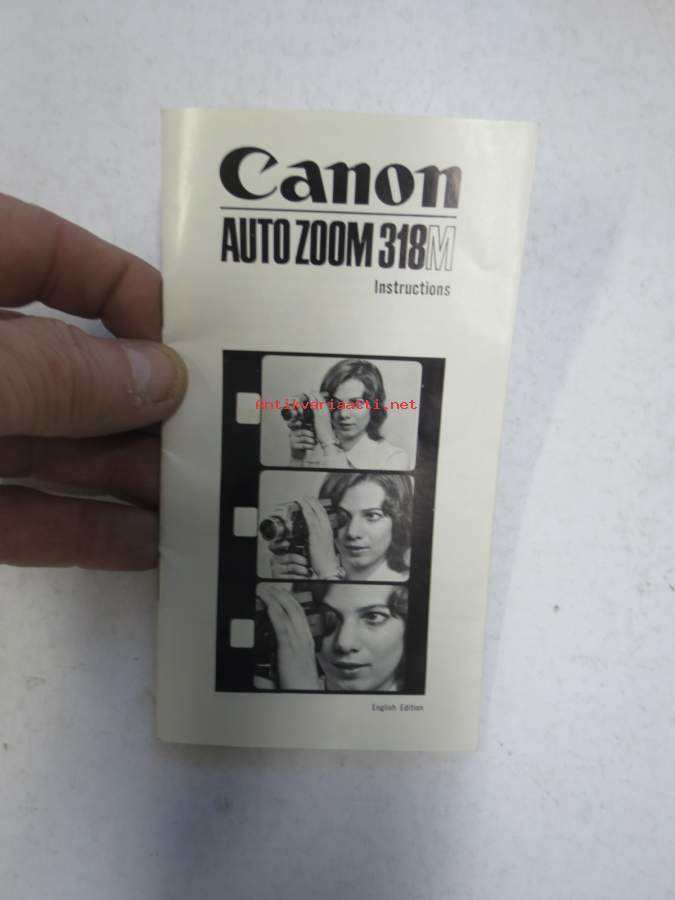 Canon
AUTO ZOOM 318M
Instructions
Antikvariaatti.net
English Edition